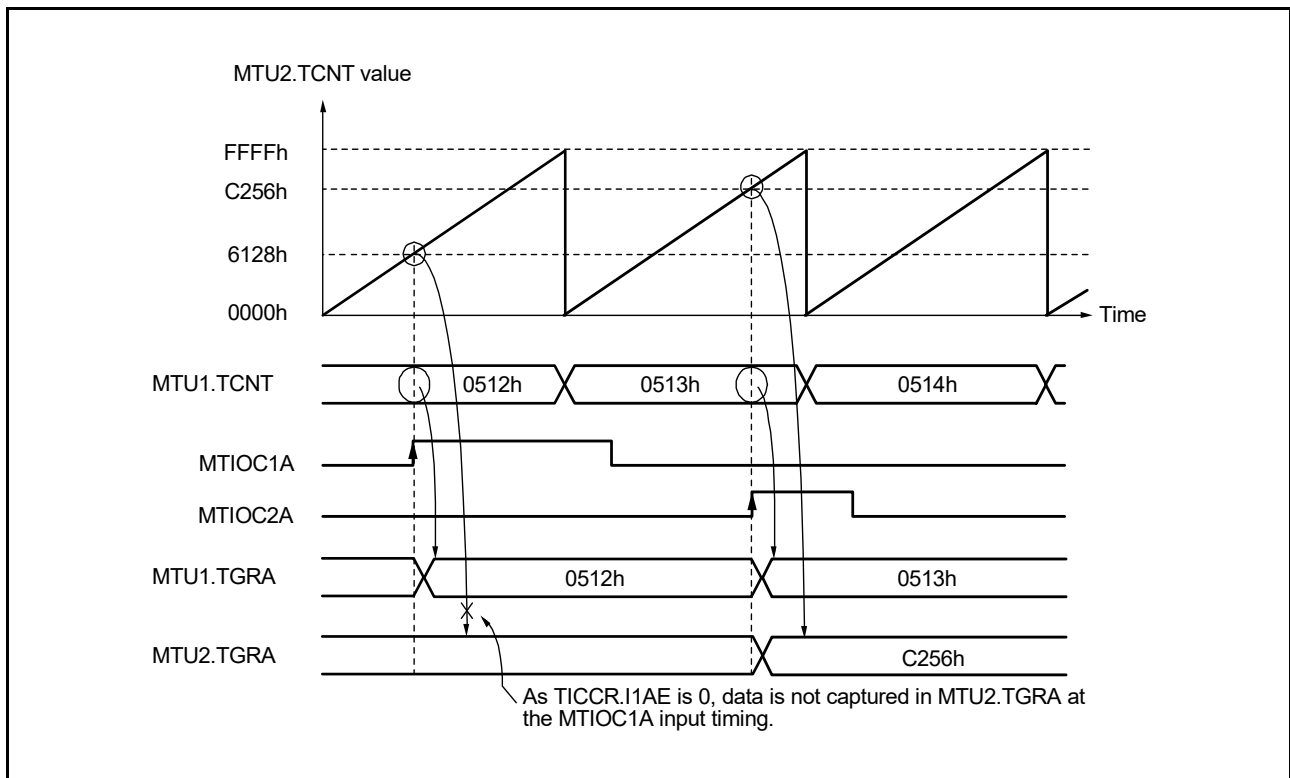 MTU2.TCNT value
FFFFh
C256h
6128h
0000h
Time
MTU1.TCNT
0512h
0513h
0514h
MTIOC1A
MTIOC2A
MTU1.TGRA
0512h
0513h
MTU2.TGRA
C256h
As TICCR.I1AE is 0, data is not captured in MTU2.TGRA at
the MTIOC1A input timing.